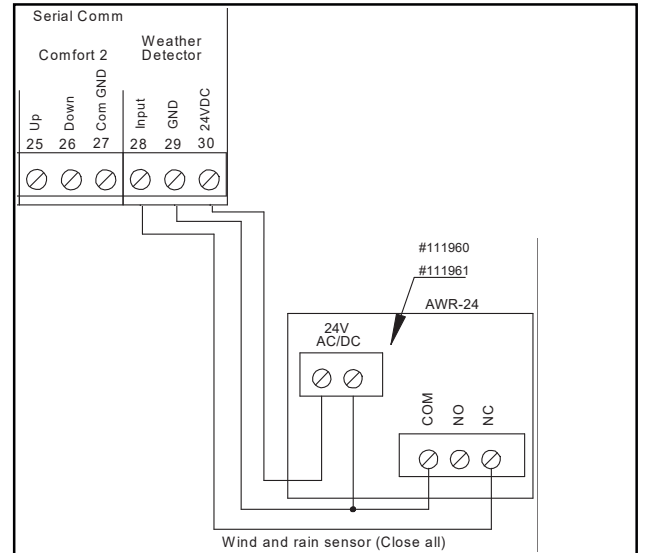 Serial Comm
Comfort 2
Weather
Detector
Up
Down
Com GND
Input
GND
24VDC
25 26 27 28 29 30
#111960
#111961
AWR-24
24V
AC/DC
COM
NO
NC
Wind and rain sensor (Close all)